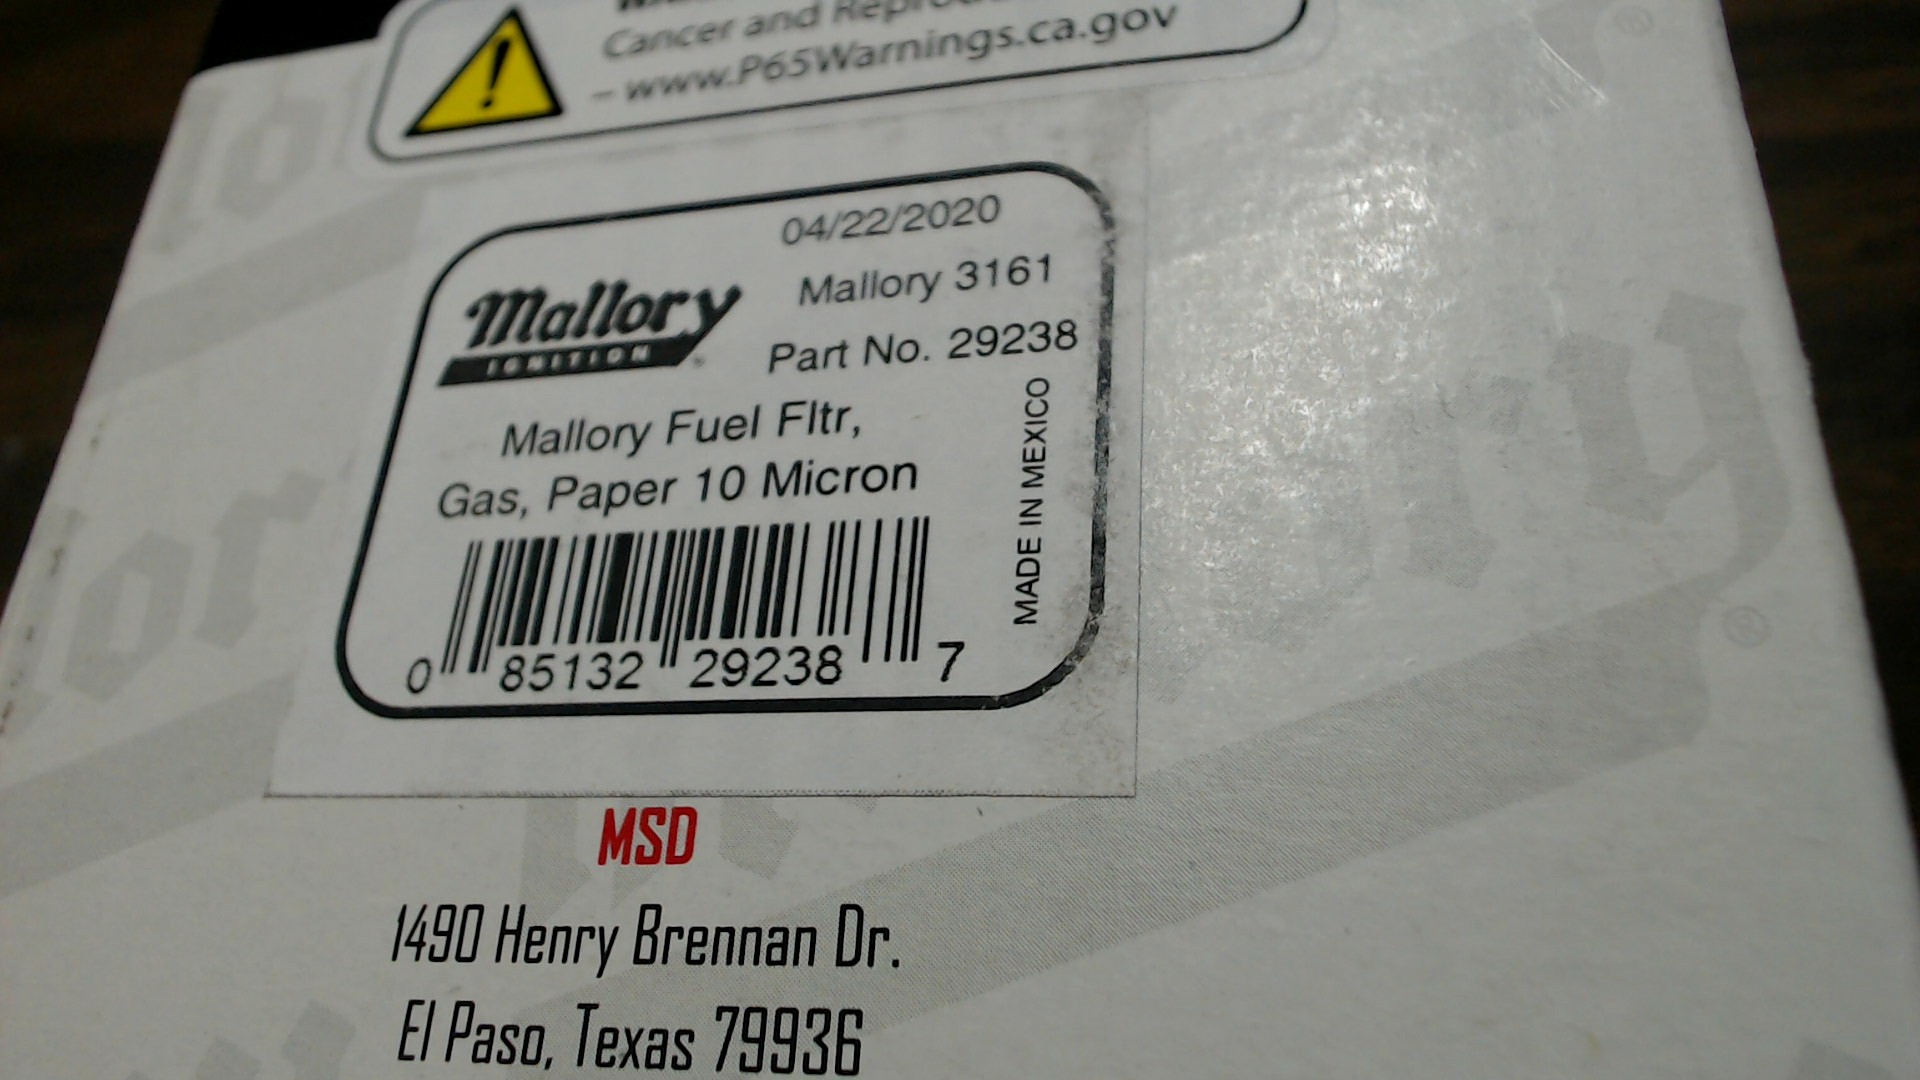 Cancer and
– www.P65Warnings.ca.gov
04/22/2020
Mallory
IGNITION
Mallory 3161
Part No. 29238
Mallory Fuel Fltr,
Gas, Paper 10 Micron
MADE IN MEXICO
0 85132 29238 7
MSD
1490 Henry Brennan Dr.
El Paso, Texas 79936